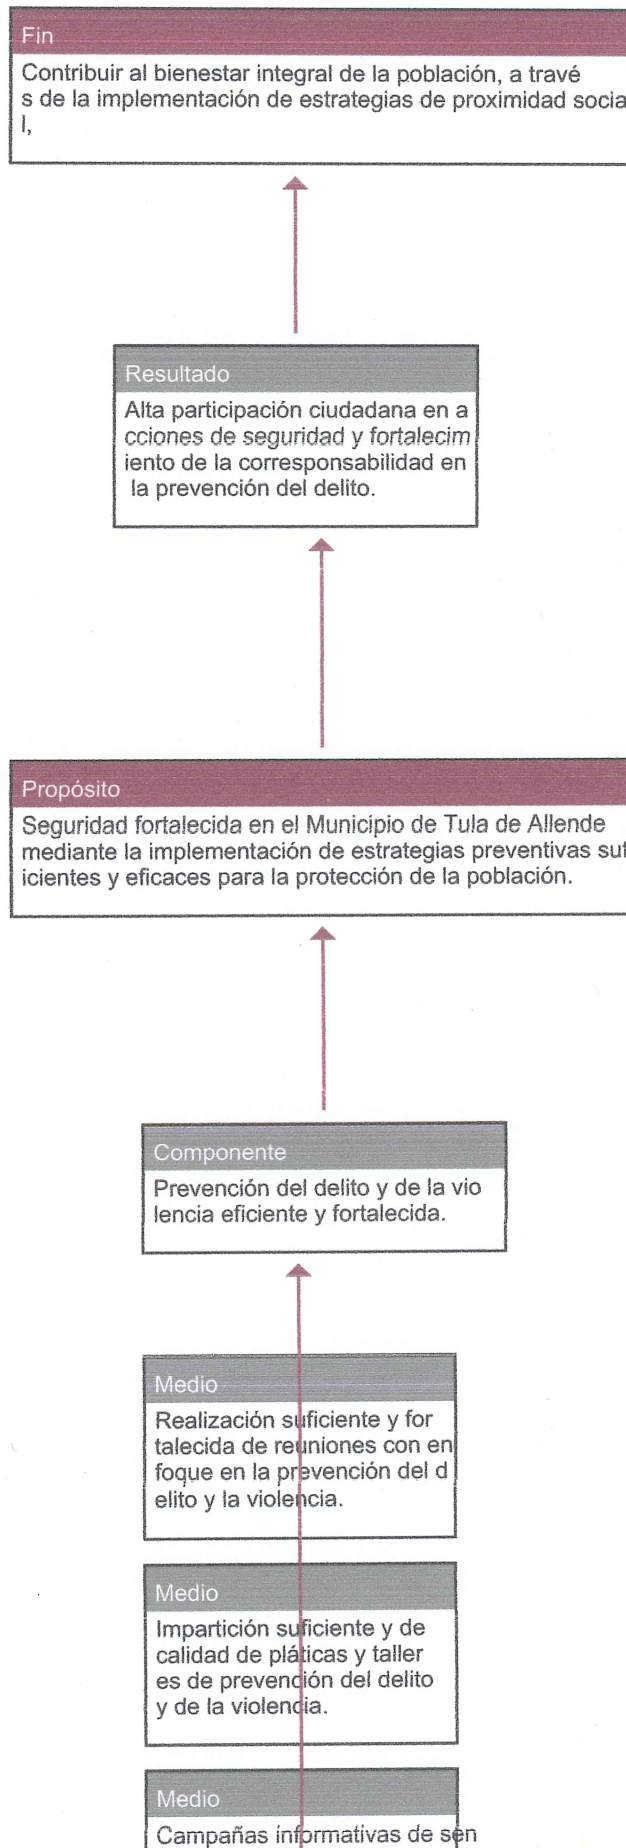 Fin
Contribuir al bienestar integral de la población, a travé
s de la implementación de estrategias de proximidad socia
l,
Resultado
Alta participación ciudadana en a
cciones de seguridad y fortalecim
iento de la corresponsabilidad en
la prevención del delito.
Propósito
Seguridad fortalecida en el Municipio de Tula de Allende
mediante la implementación de estrategias preventivas suf
icientes y eficaces para la protección de la población.
Componente
Prevención del delito y de la vio
lencia eficiente y fortalecida.
Medio
Realización suficiente y for
talecida de reuniones con en
foque en la prevención del d
elito y la violencia.
Medio
Impartición suficiente y de
calidad de pláticas y taller
es de prevención del delito
y de la violencia.
Medio
Campañas informativas de sen